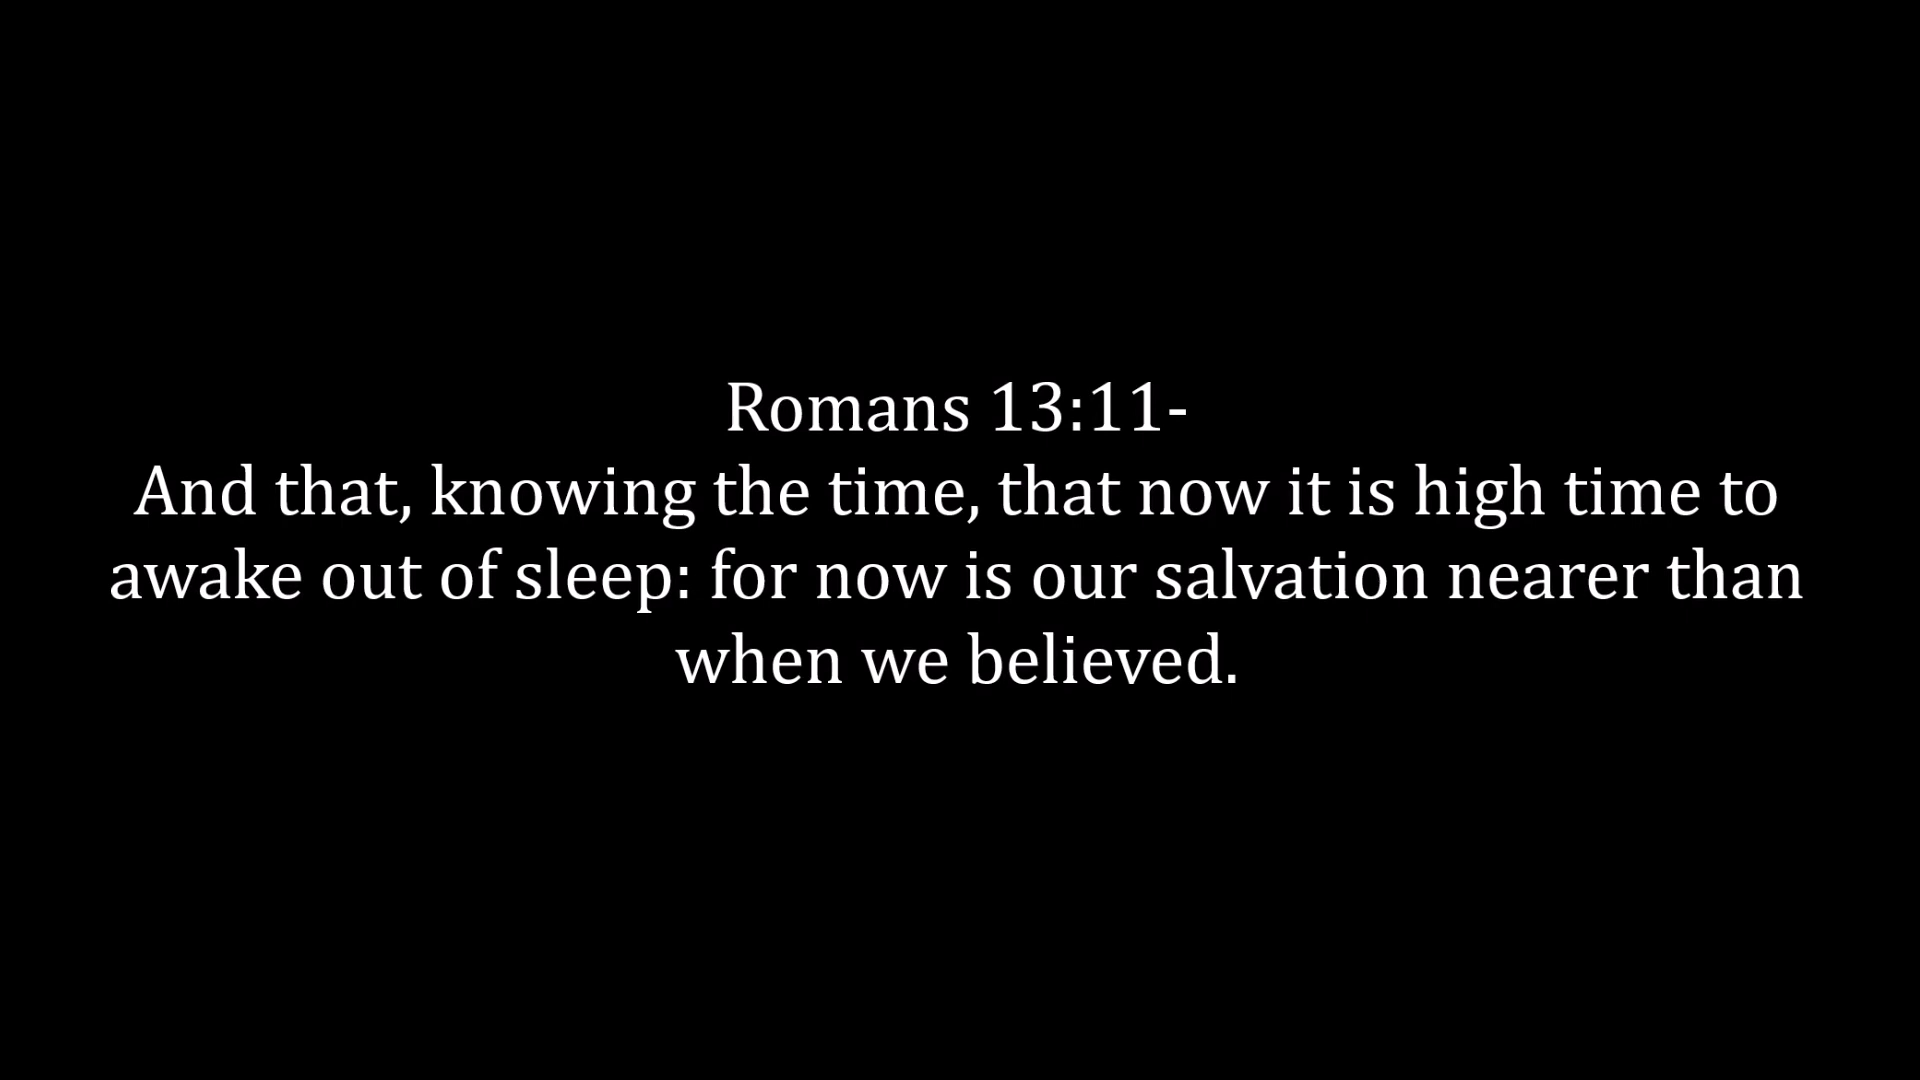 Romans 13:11-
And that, knowing the time, that now it is high time to
awake out of sleep: for now is our salvation nearer than
when we believed.